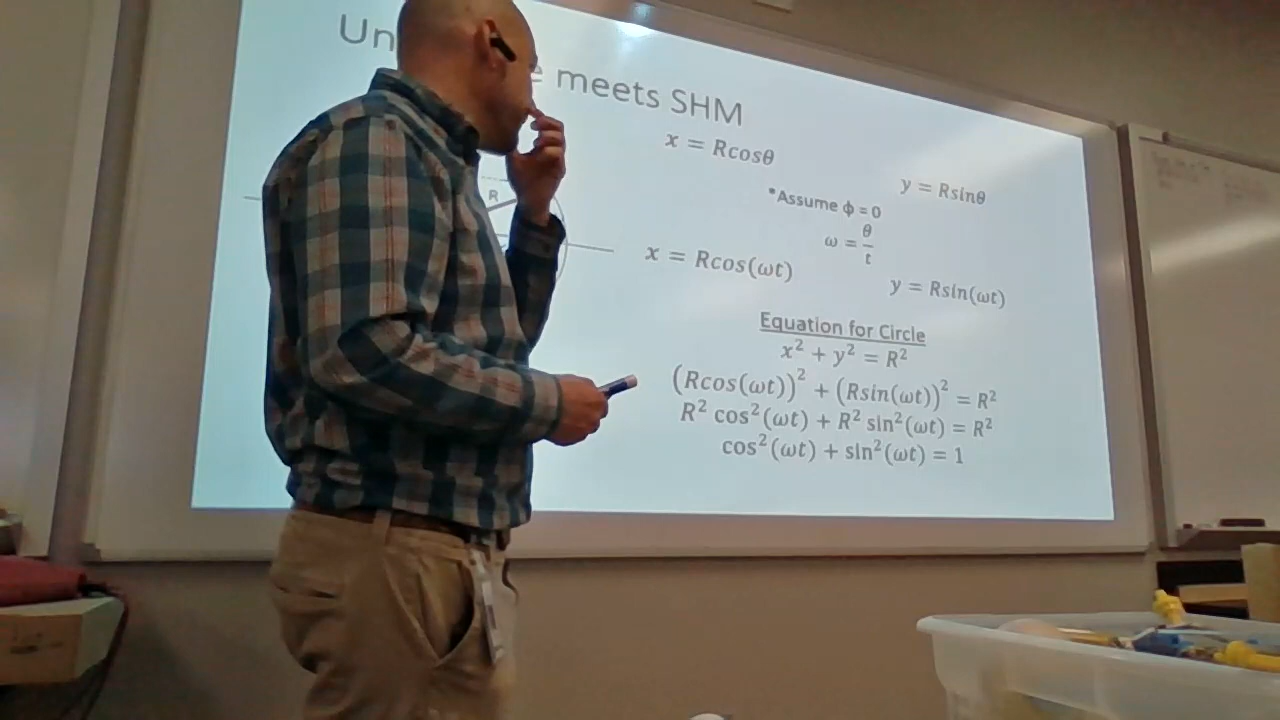 Un e meets SHM
x = Rcosθ
y = Rsinθ
R
*Assume ϕ = 0
ω = θ/t
x = Rcos(ωt)
y = Rsin(ωt)
Equation for Circle
x² + y² = R²
(Rcos(ωt))² + (Rsin(ωt))² = R²
R² cos²(ωt) + R² sin²(ωt) = R²
cos²(ωt) + sin²(ωt) = 1